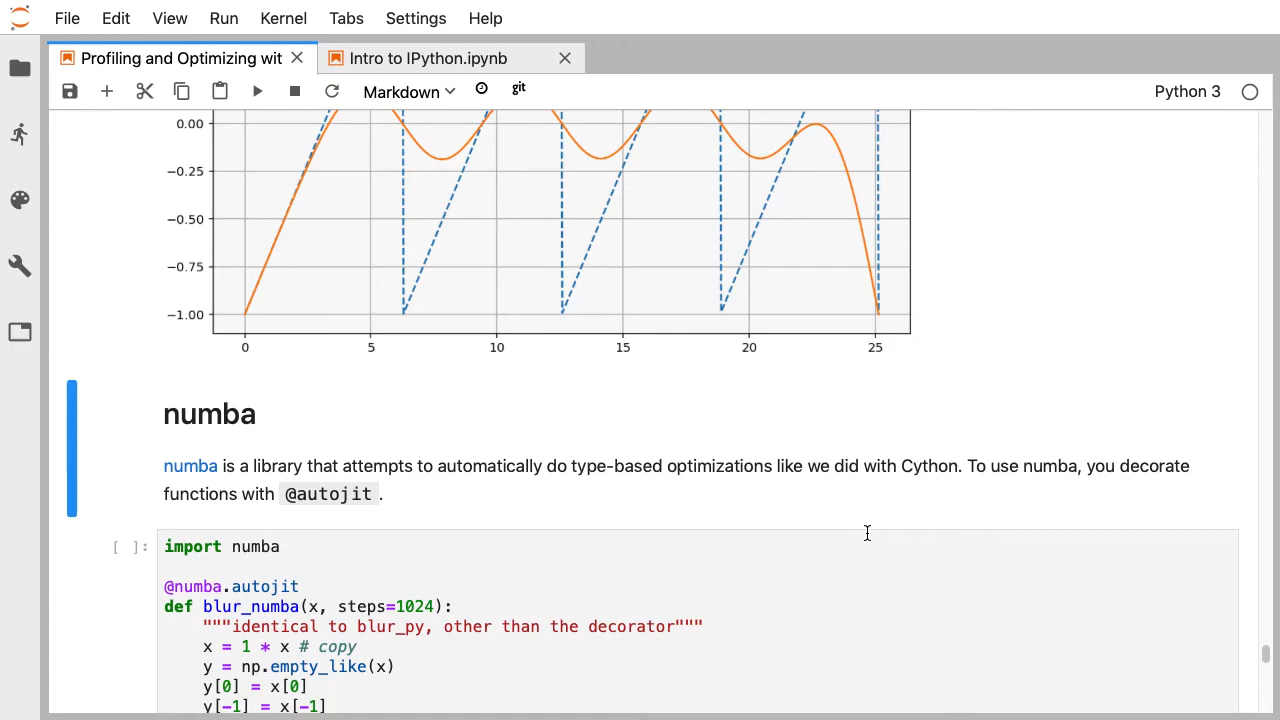 File Edit View Run Kernel Tabs Settings Help
Profiling and Optimizing wit
Intro to IPython.ipynb
Markdown
git
Python 3
0.00
−0.25
−0.50
−0.75
−1.00
0 5 10 15 20 25
numba
numba is a library that attempts to automatically do type-based optimizations like we did with Cython. To use numba, you decorate
functions with @autojit .
[ ]: import numba
@numba.autojit
def blur_numba(x, steps=1024):
"""identical to blur_py, other than the decorator"""
x = 1 * x # copy
y = np.empty_like(x)
y[0] = x[0]
y[-1] = x[-1]